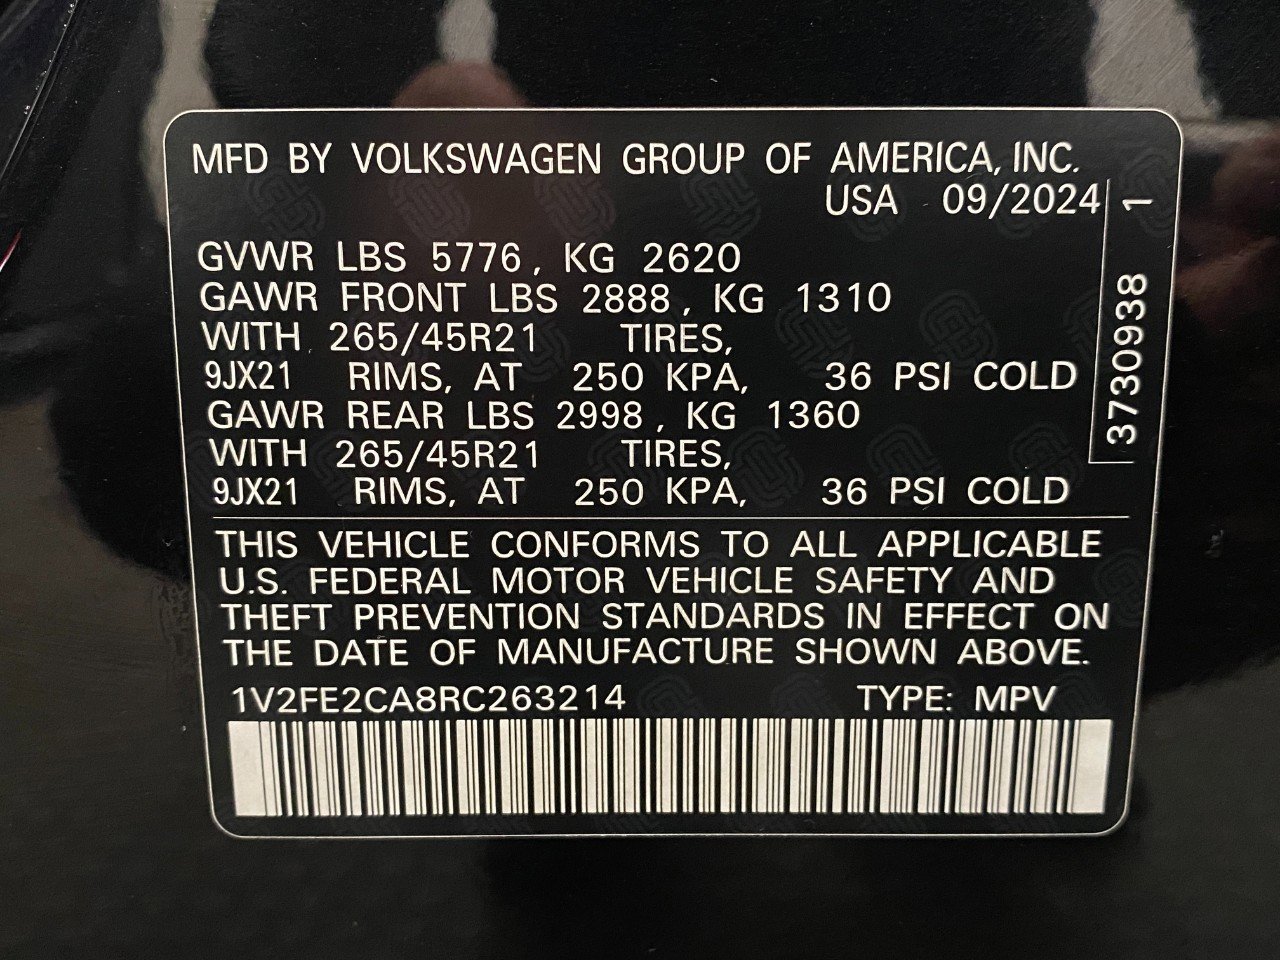 MFD BY VOLKSWAGEN GROUP OF AMERICA, INC.
USA 09/2024
GVWR LBS 5776, KG 2620
GAWR FRONT LBS 2888, KG 1310
WITH 265/45R21 TIRES,
9JX21 RIMS, AT 250 KPA, 36 PSI COLD
GAWR REAR LBS 2998, KG 1360
WITH 265/45R21 TIRES,
9JX21 RIMS, AT 250 KPA, 36 PSI COLD
3730938 1
THIS VEHICLE CONFORMS TO ALL APPLICABLE
U.S. FEDERAL MOTOR VEHICLE SAFETY AND
THEFT PREVENTION STANDARDS IN EFFECT ON
THE DATE OF MANUFACTURE SHOWN ABOVE.
1V2FE2CA8RC263214 TYPE: MPV